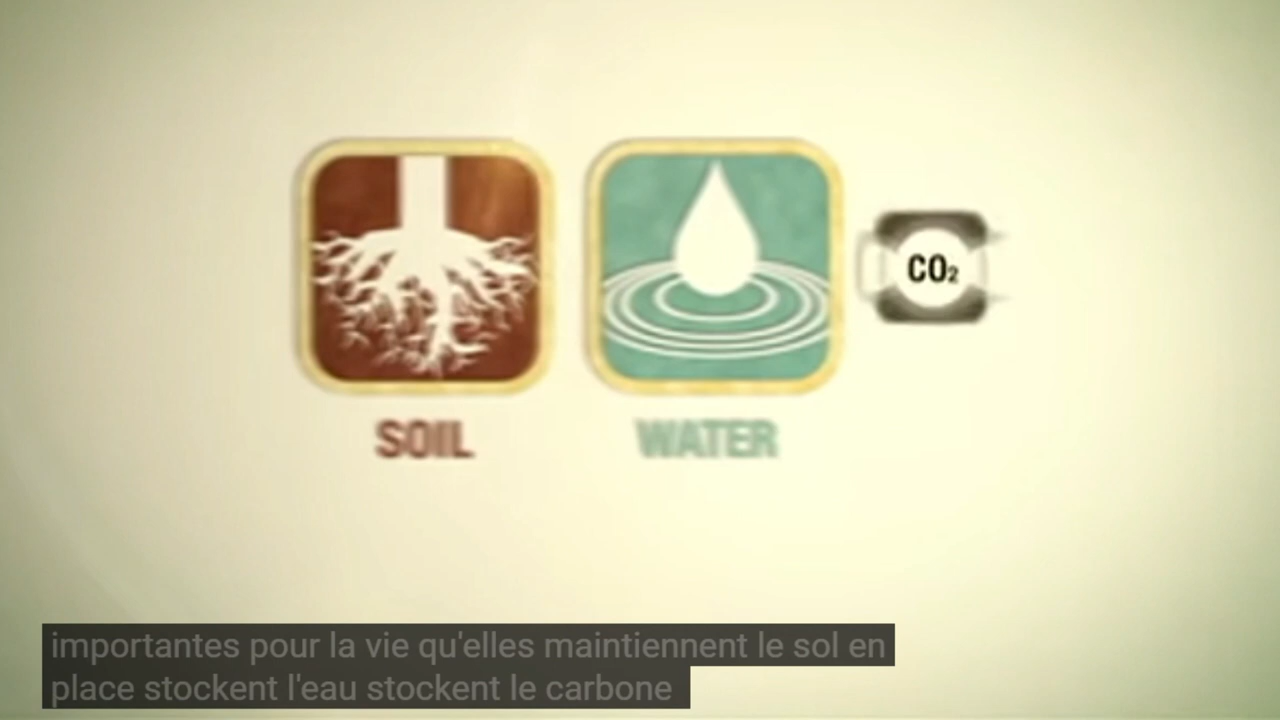 CO₂
SOIL
WATER
importantes pour la vie qu'elles maintiennent le sol en
place stockent l'eau stockent le carbone